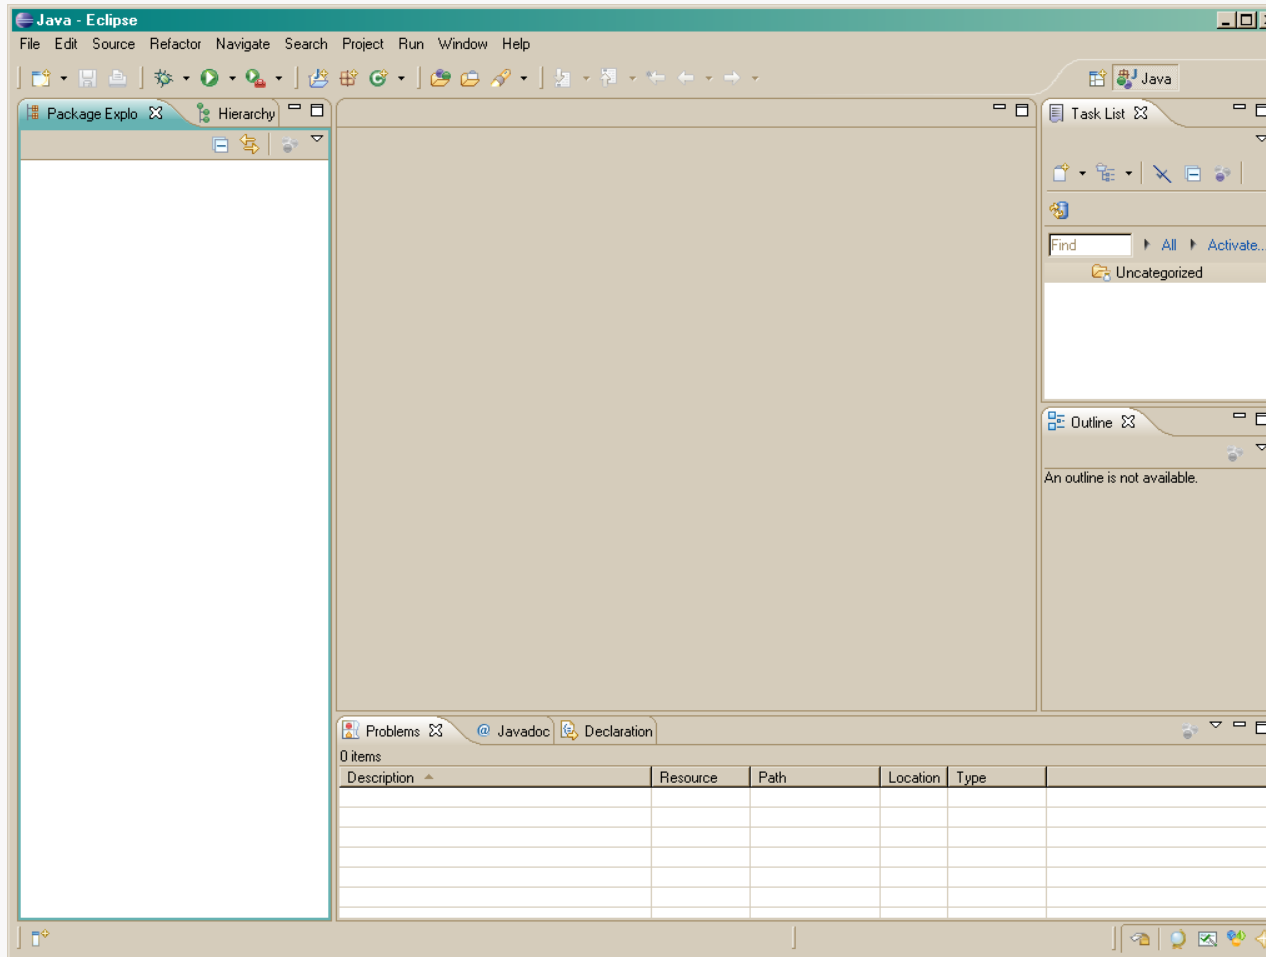 Java - Eclipse
File Edit Source Refactor Navigate Search Project Run Window Help
Java
Package Explo Hierarchy
Task List
Find All Activate...
Uncategorized
Outline
An outline is not available.
Problems @ Javadoc Declaration
0 items
Description Resource Path Location Type